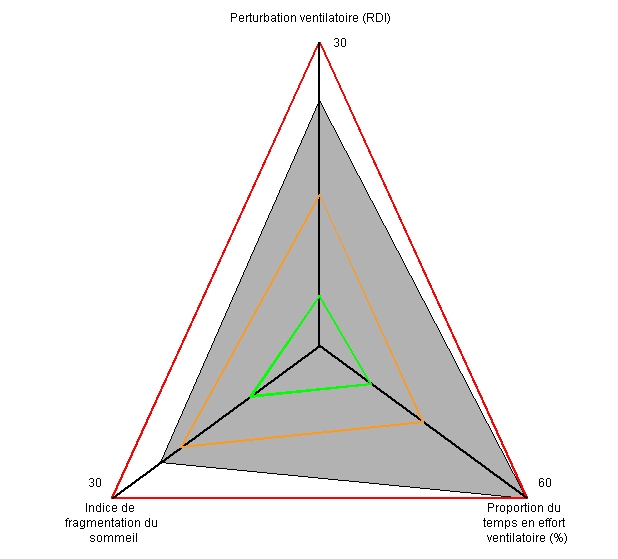 Perturbation ventilatoire (RDI)
30
30
60
Indice de
fragmentation du
sommeil
Proportion du
temps en effort
ventilatoire (%)